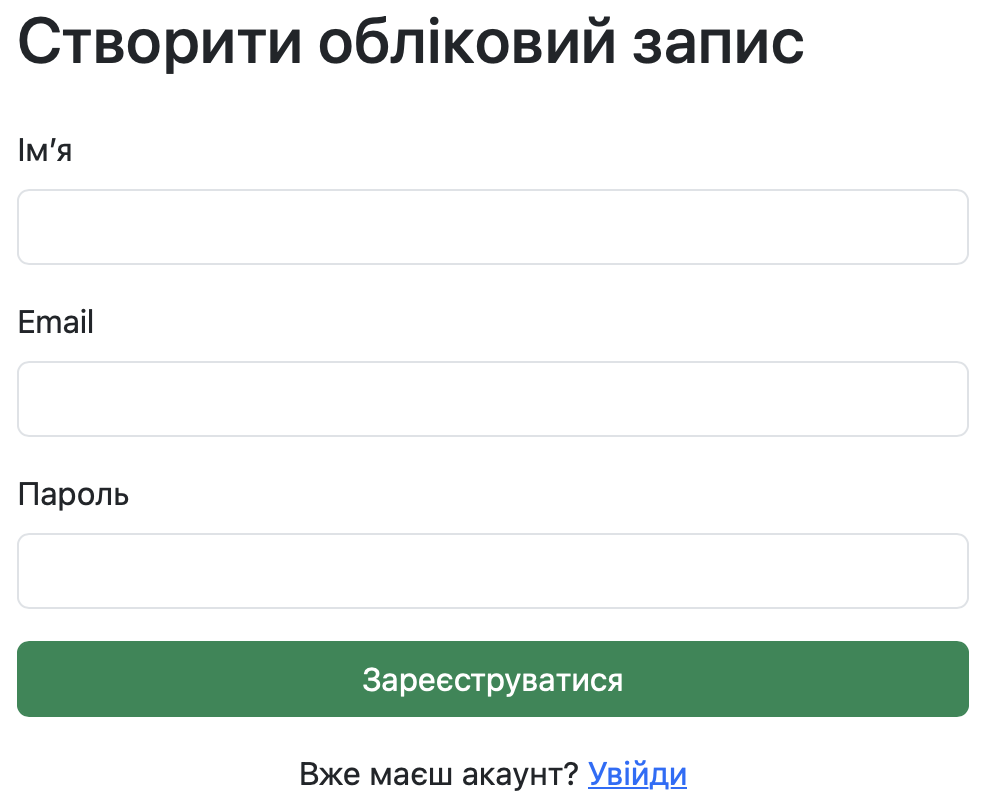 Створити обліковий запис
Ім’я
Email
Пароль
Зареєструватися
Вже маєш акаунт? Увійди